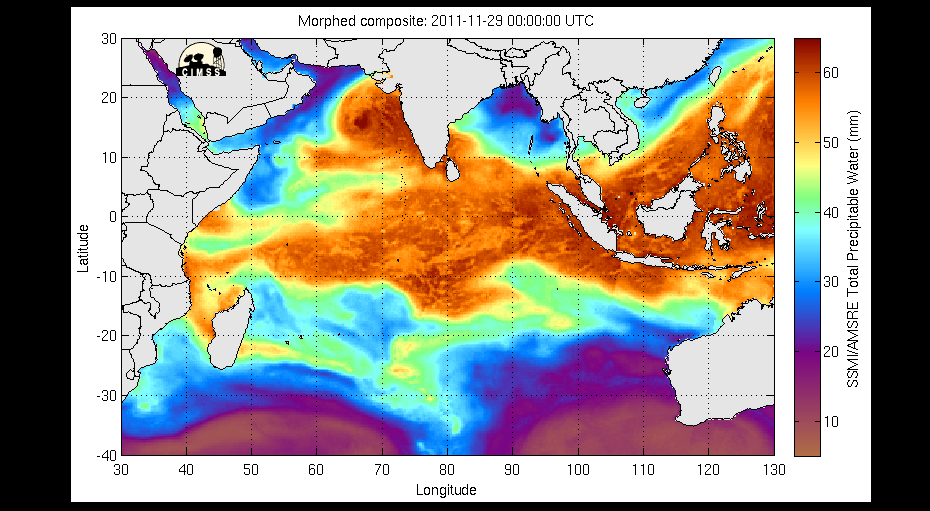 Morphed composite: 2011-11-29 00:00:00 UTC
CIMSS
30
20
10
0
-10
-20
-30
-40
Latitude
30 40 50 60 70 80 90 100 110 120 130
Longitude
60
50
40
30
20
10
SSMI/AMSRE Total Precipitable Water (mm)